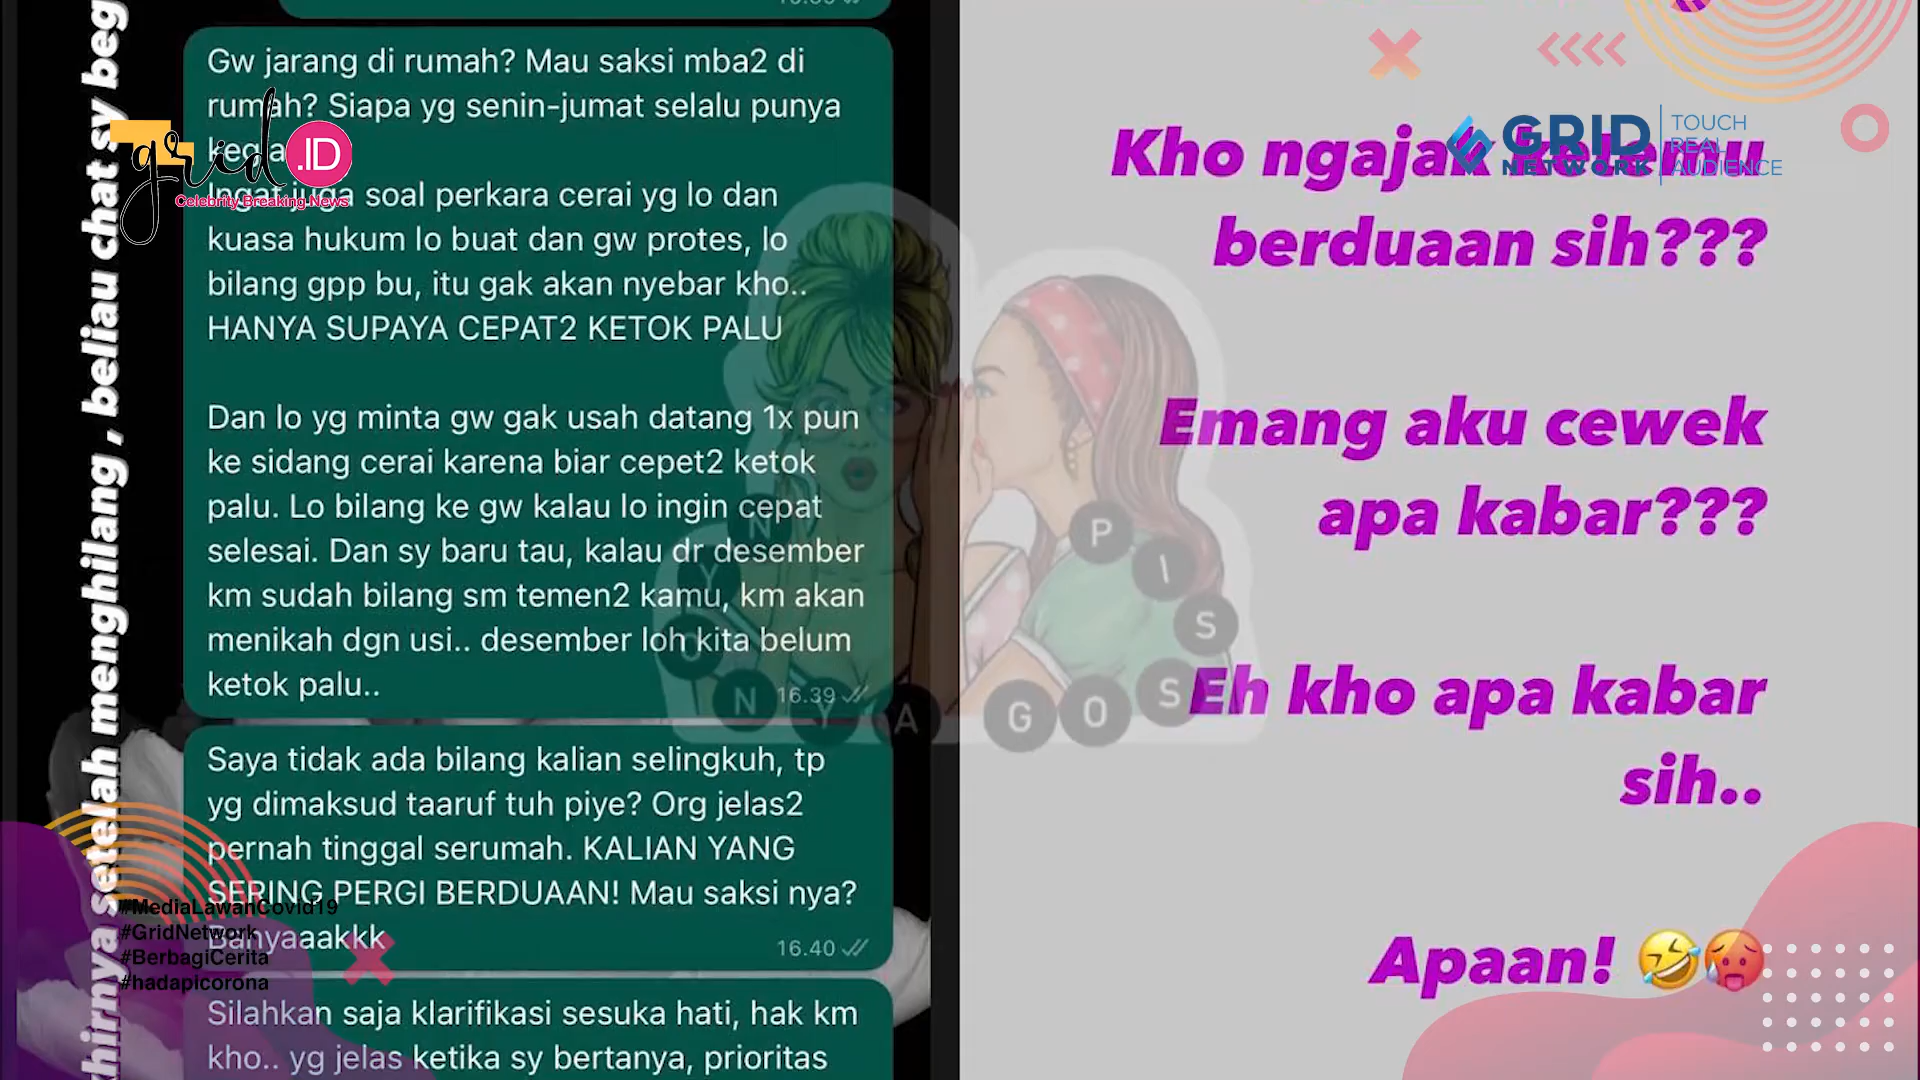 Gw jarang di rumah? Mau saksi mba2 di
rumah? Siapa yg senin-jumat selalu punya
Ingat juga soal perkara cerai yg lo dan
kuasa hukum lo buat dan gw protes, lo
bilang gpp bu, itu gak akan nyebar kho..
HANYA SUPAYA CEPAT2 KETOK PALU
Dan lo yg minta gw gak usah datang 1x pun
ke sidang cerai karena biar cepet2 ketok
palu. Lo bilang ke gw kalau lo ingin cepat
selesai. Dan sy baru tau, kalau dr desember
km sudah bilang sm temen2 kamu, km akan
menikah dgn usi.. desember loh kita belum
ketok palu..
16.39
Saya tidak ada bilang kalian selingkuh, tp
yg dimaksud taaruf tuh piye? Org jelas2
pernah tinggal serumah. KALIAN YANG
SERING PERGI BERDUAAN! Mau saksi nya?
Banyaaakkk
16.40
Silahkan saja klarifikasi sesuka hati, hak km
kho.. yg jelas ketika sy bertanya, prioritas
setelah menghilang, beliau chat sy
grid .ID
Celebrity Breaking News
#MediaLawanCovid19
#GridNetwork
#BerbagiCerita
#hadapicorona
GRID NETWORK
TOUCH
REAL
AUDIENCE
Kho ngajak ketemu
berduaan sih???
Emang aku cewek
apa kabar???
Eh kho apa kabar
sih..
Apaan! 🤣🥵
NYONYA GOSPIS